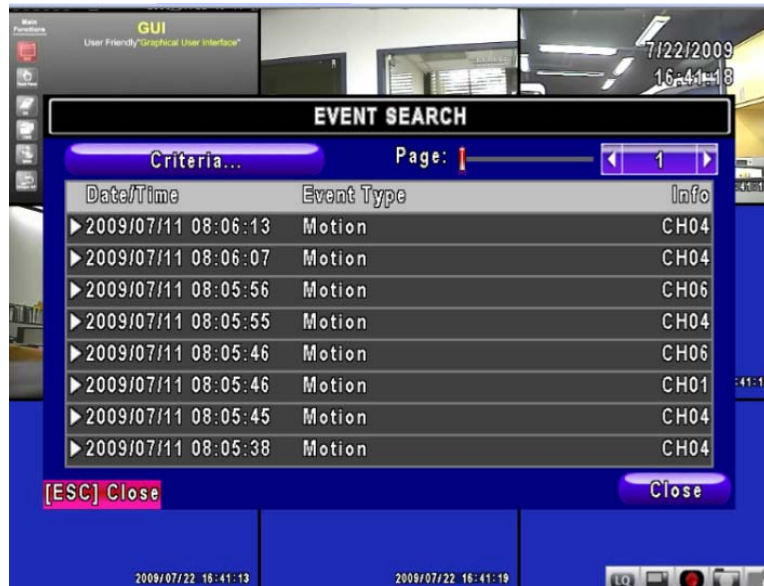 Main
Functions
GUI
User Friendly"Graphical User Interface"
7/22/2009
16:41:18
EVENT SEARCH
Criteria...
Page:
1
Date/Time Event Type Info
2009/07/11 08:06:13 Motion CH04
2009/07/11 08:06:07 Motion CH04
2009/07/11 08:05:56 Motion CH06
2009/07/11 08:05:55 Motion CH04
2009/07/11 08:05:46 Motion CH06
2009/07/11 08:05:46 Motion CH01
2009/07/11 08:05:45 Motion CH04
2009/07/11 08:05:38 Motion CH04
[ESC] Close
Close
2009/07/22 16:41:13
2009/07/22 16:41:19
LQ